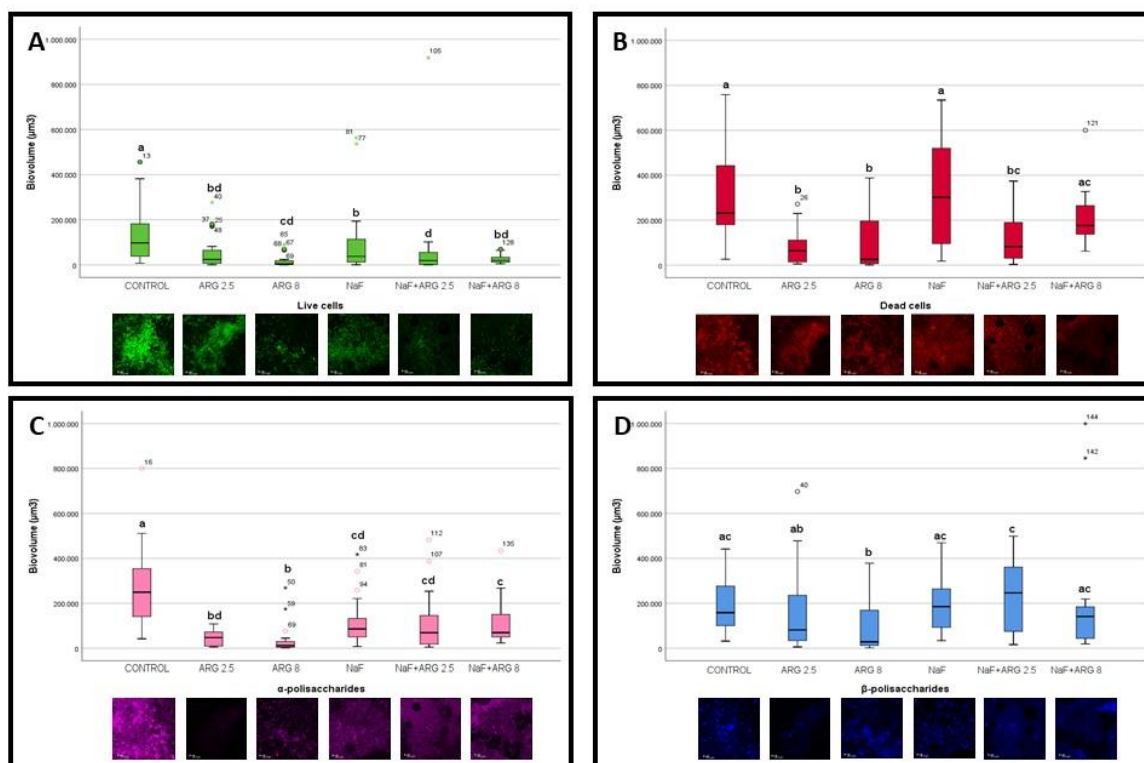 A
Biovolume (µm3)
1.000.000
800.000
600.000
400.000
200.000
0
a
13
bd
40
37 25
49
cd
65
68 67
69
81 77
b
105
d
bd
128
CONTROL ARG 2.5 ARG 8 NaF NaF+ARG 2.5 NaF+ARG 8
Live cells
B
Biovolume (µm3)
1.000.000
800.000
600.000
400.000
200.000
0
a
b
26
b
a
bc
121
ac
CONTROL ARG 2.5 ARG 8 NaF NaF+ARG 2.5 NaF+ARG 8
Dead cells
C
Biovolume (µm3)
1.000.000
800.000
600.000
400.000
200.000
0
16
a
bd
b
50
59
69
cd
83
81
94
112
107
cd
135
c
CONTROL ARG 2.5 ARG 8 NaF NaF+ARG 2.5 NaF+ARG 8
α-polisaccharides
D
Biovolume (µm3)
1.000.000
800.000
600.000
400.000
200.000
0
ac
40
ab
b
ac
c
144
142
ac
CONTROL ARG 2.5 ARG 8 NaF NaF+ARG 2.5 NaF+ARG 8
β-polisaccharides